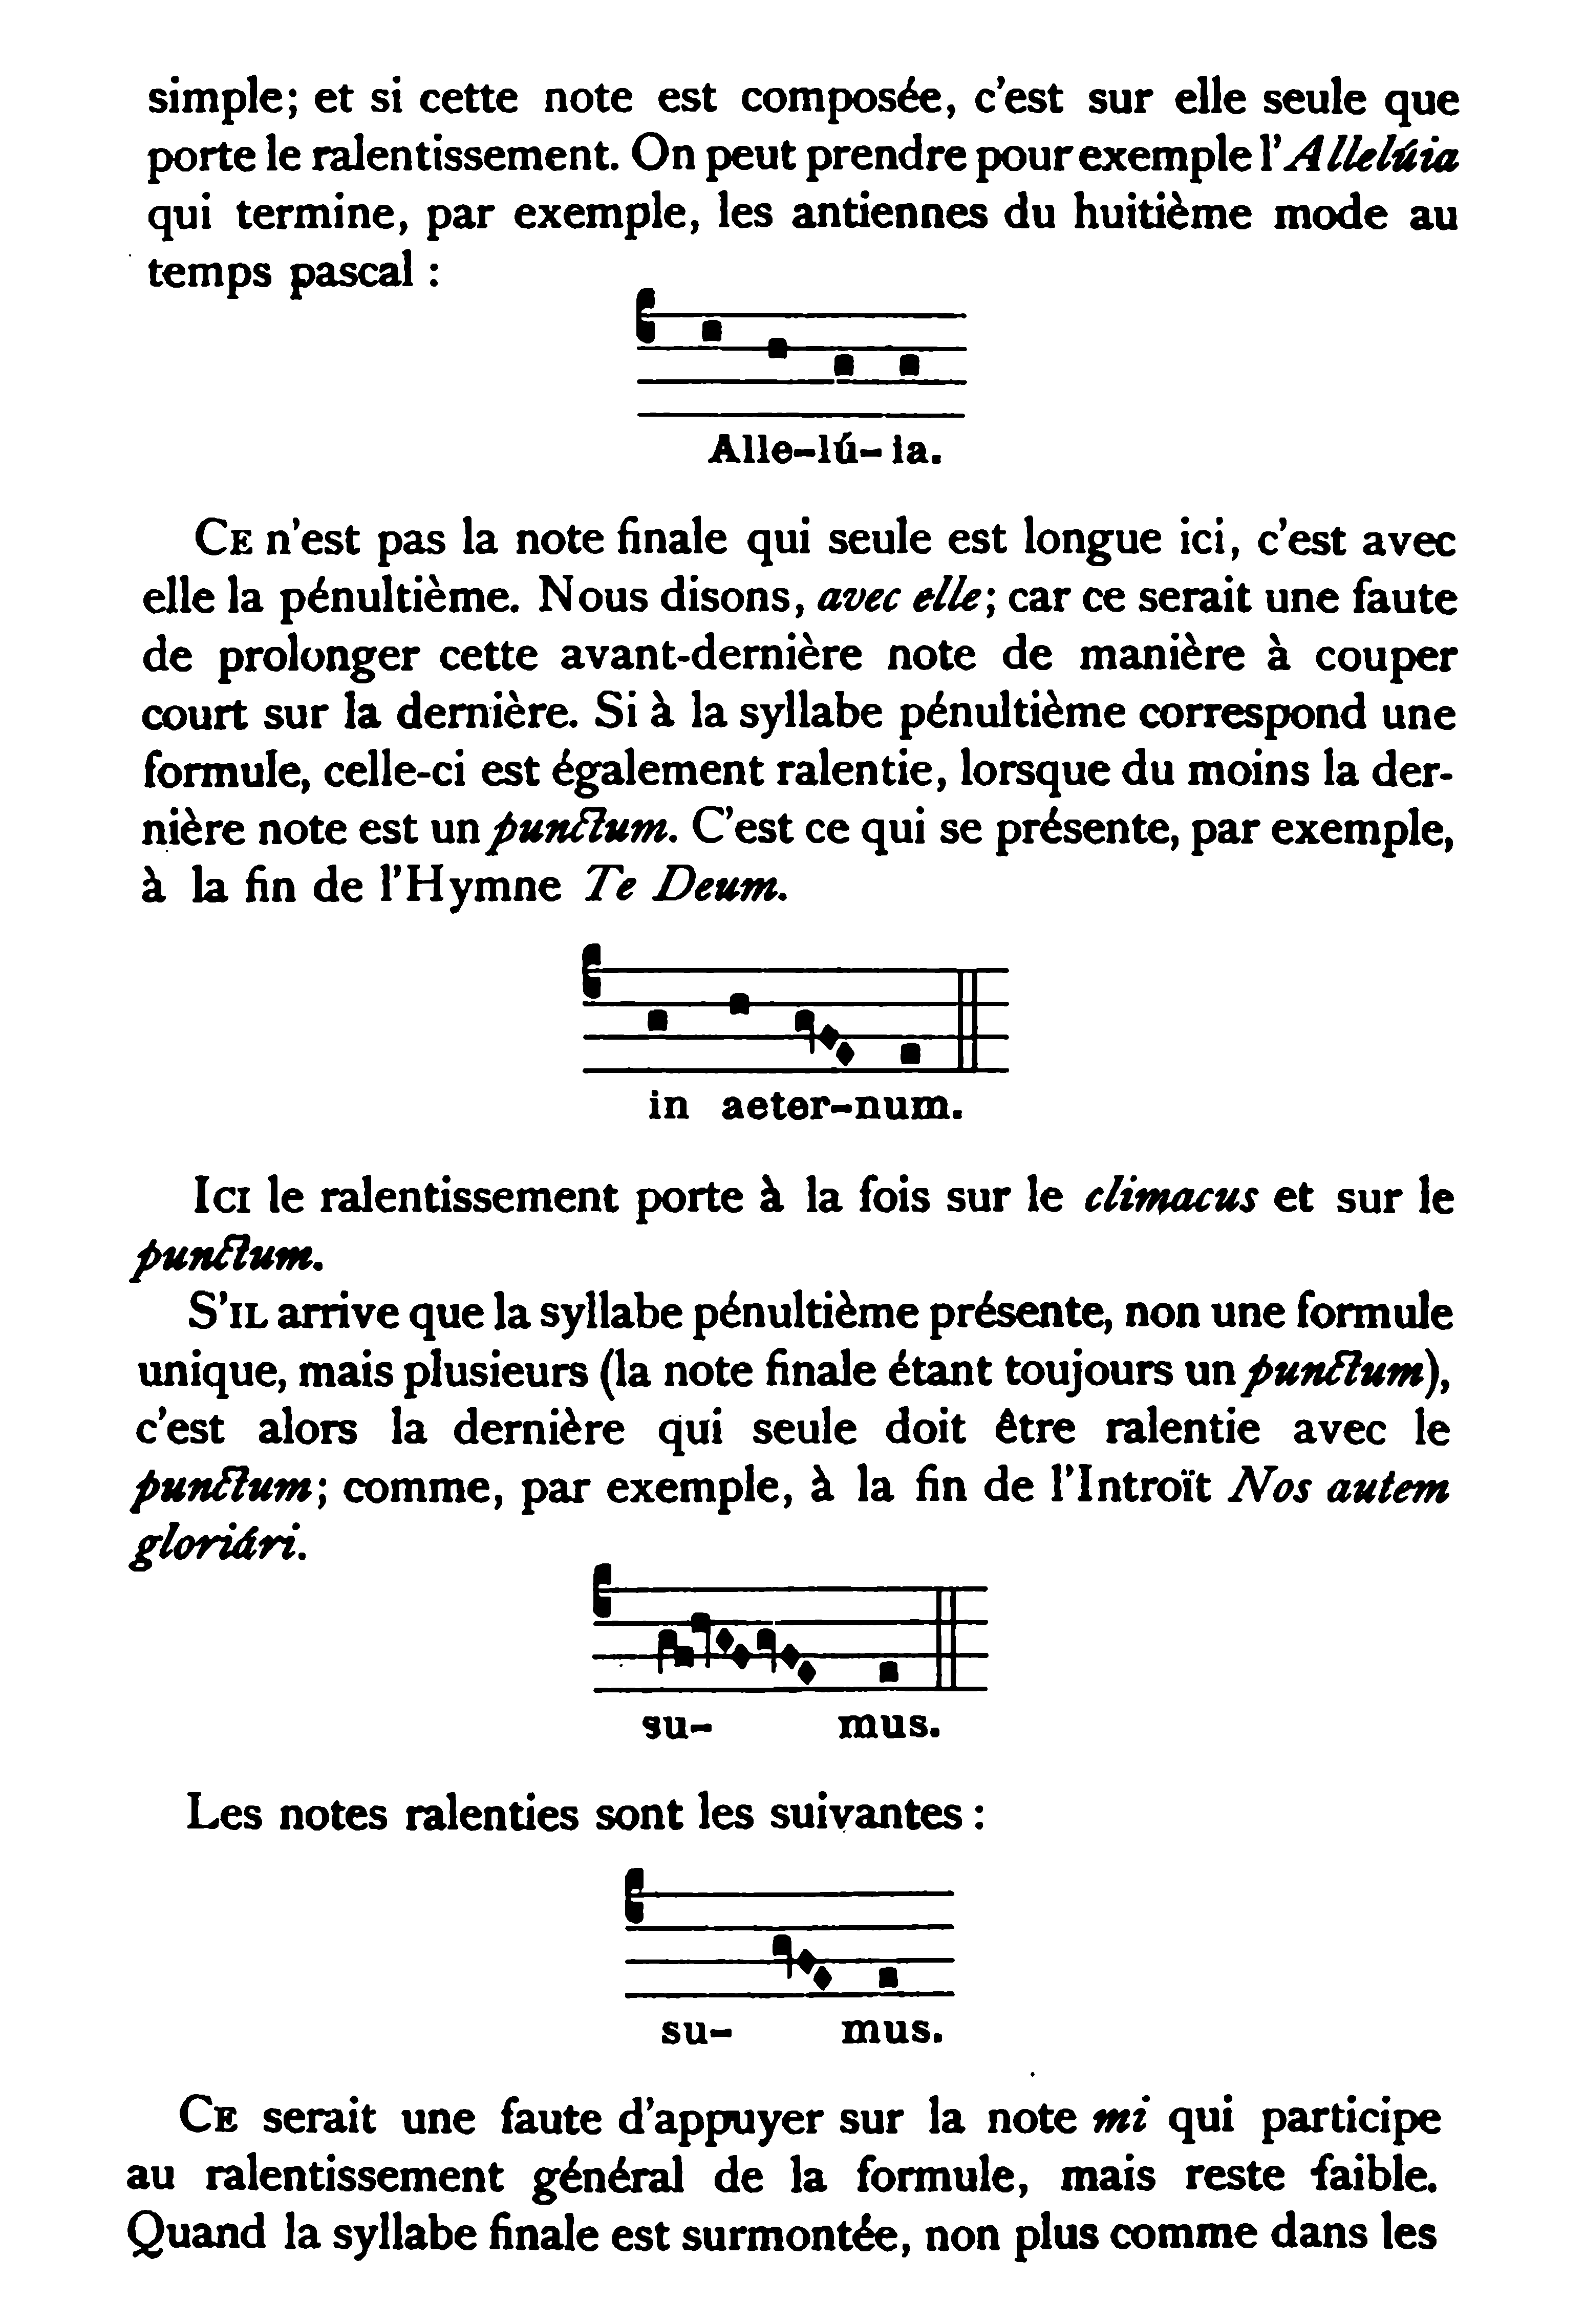 simple; et si cette note est composée, c'est sur elle seule que
porte le ralentissement. On peut prendre pour exemple l'Allelúia
qui termine, par exemple, les antiennes du huitième mode au
temps pascal :
Alle-lú-ia.
CE n'est pas la note finale qui seule est longue ici, c'est avec
elle la pénultième. Nous disons, avec elle; car ce serait une faute
de prolonger cette avant-dernière note de manière à couper
court sur la dernière. Si à la syllabe pénultième correspond une
formule, celle-ci est également ralentie, lorsque du moins la der-
nière note est un punctum. C'est ce qui se présente, par exemple,
à la fin de l'Hymne Te Deum.
in aeter-num.
ICI le ralentissement porte à la fois sur le climacus et sur le
punctum.
S'IL arrive que la syllabe pénultième présente, non une formule
unique, mais plusieurs (la note finale étant toujours un punctum),
c'est alors la dernière qui seule doit être ralentie avec le
punctum; comme, par exemple, à la fin de l'Introït Nos autem
gloriári.
su- mus.
Les notes ralenties sont les suivantes :
su- mus.
CE serait une faute d'appuyer sur la note mi qui participe
au ralentissement général de la formule, mais reste faible.
Quand la syllabe finale est surmontée, non plus comme dans les